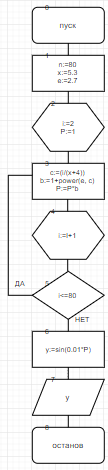 0
пуск
1
n:=80
x:=5.3
e:=2.7
2
i:=2
P:=1
3
c:=(i/(x+4))
b:=1+power(e, c)
P:=P*b
4
i:=i+1
ДА
5
i<=80
НЕТ
6
y:=sin(0.01*P)
7
y
8
останов